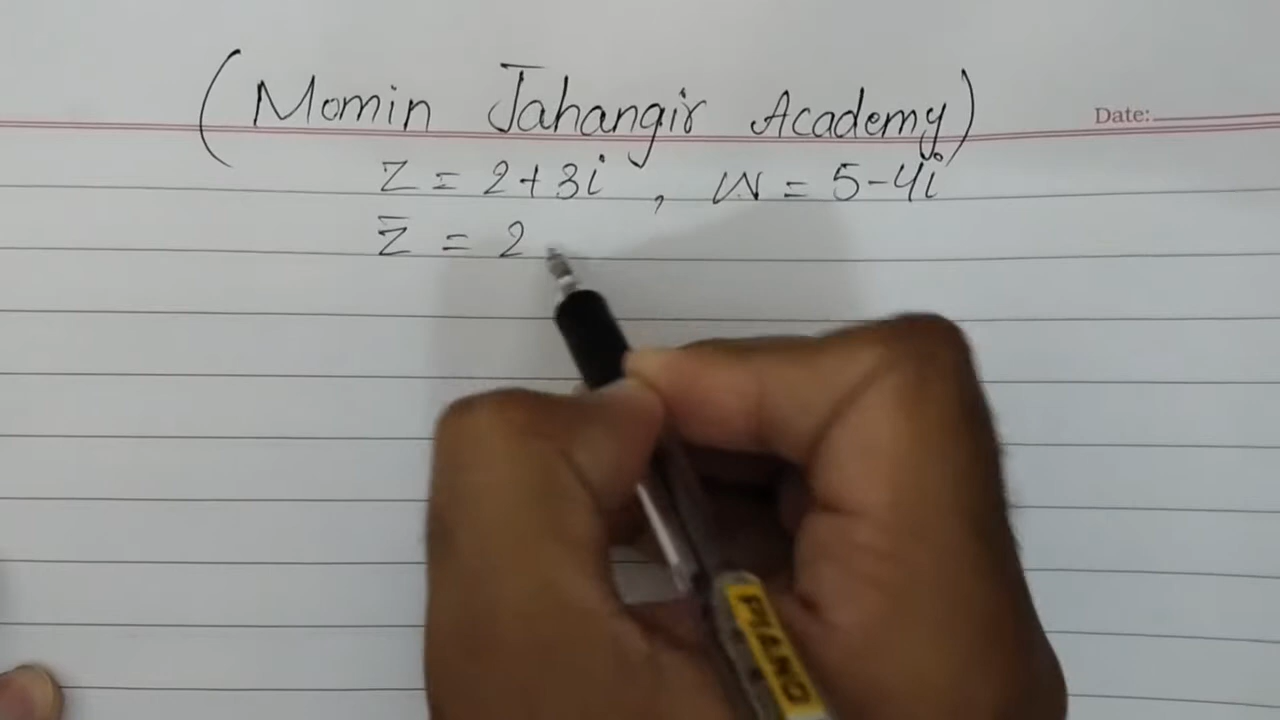 (Momin Jahangir Academy)
Date:
Z = 2+3i , W = 5-4i
Z̅ = 2
PIANO